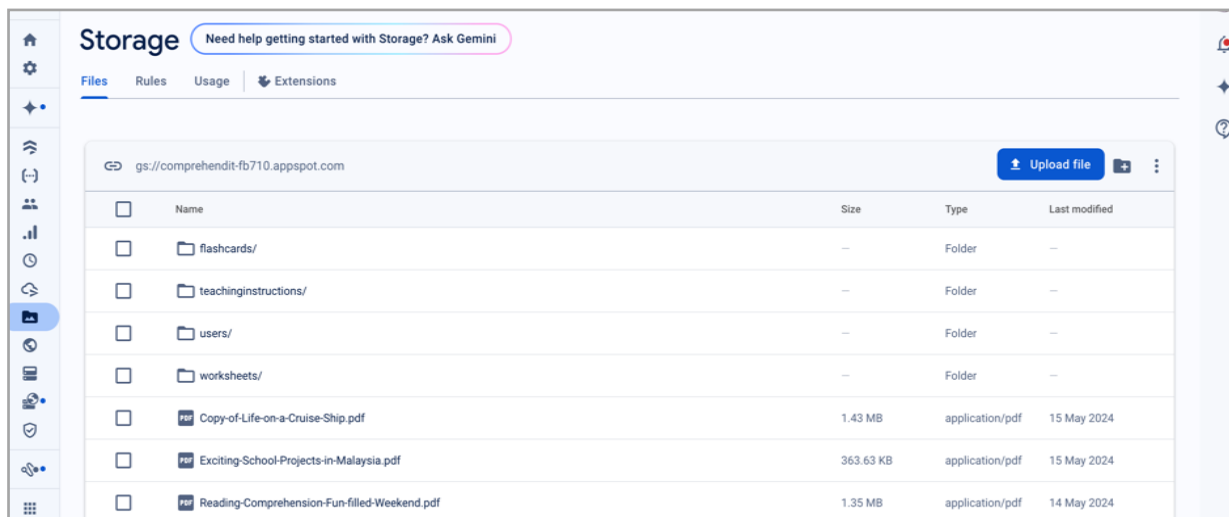 Storage Need help getting started with Storage? Ask Gemini
Files Rules Usage Extensions
gs://comprehendit-fb710.appspot.com Upload file
Name Size Type Last modified
flashcards/ — Folder —
teachinginstructions/ — Folder —
users/ — Folder —
worksheets/ — Folder —
PDF Copy-of-Life-on-a-Cruise-Ship.pdf 1.43 MB application/pdf 15 May 2024
PDF Exciting-School-Projects-in-Malaysia.pdf 363.63 KB application/pdf 15 May 2024
PDF Reading-Comprehension-Fun-filled-Weekend.pdf 1.35 MB application/pdf 14 May 2024